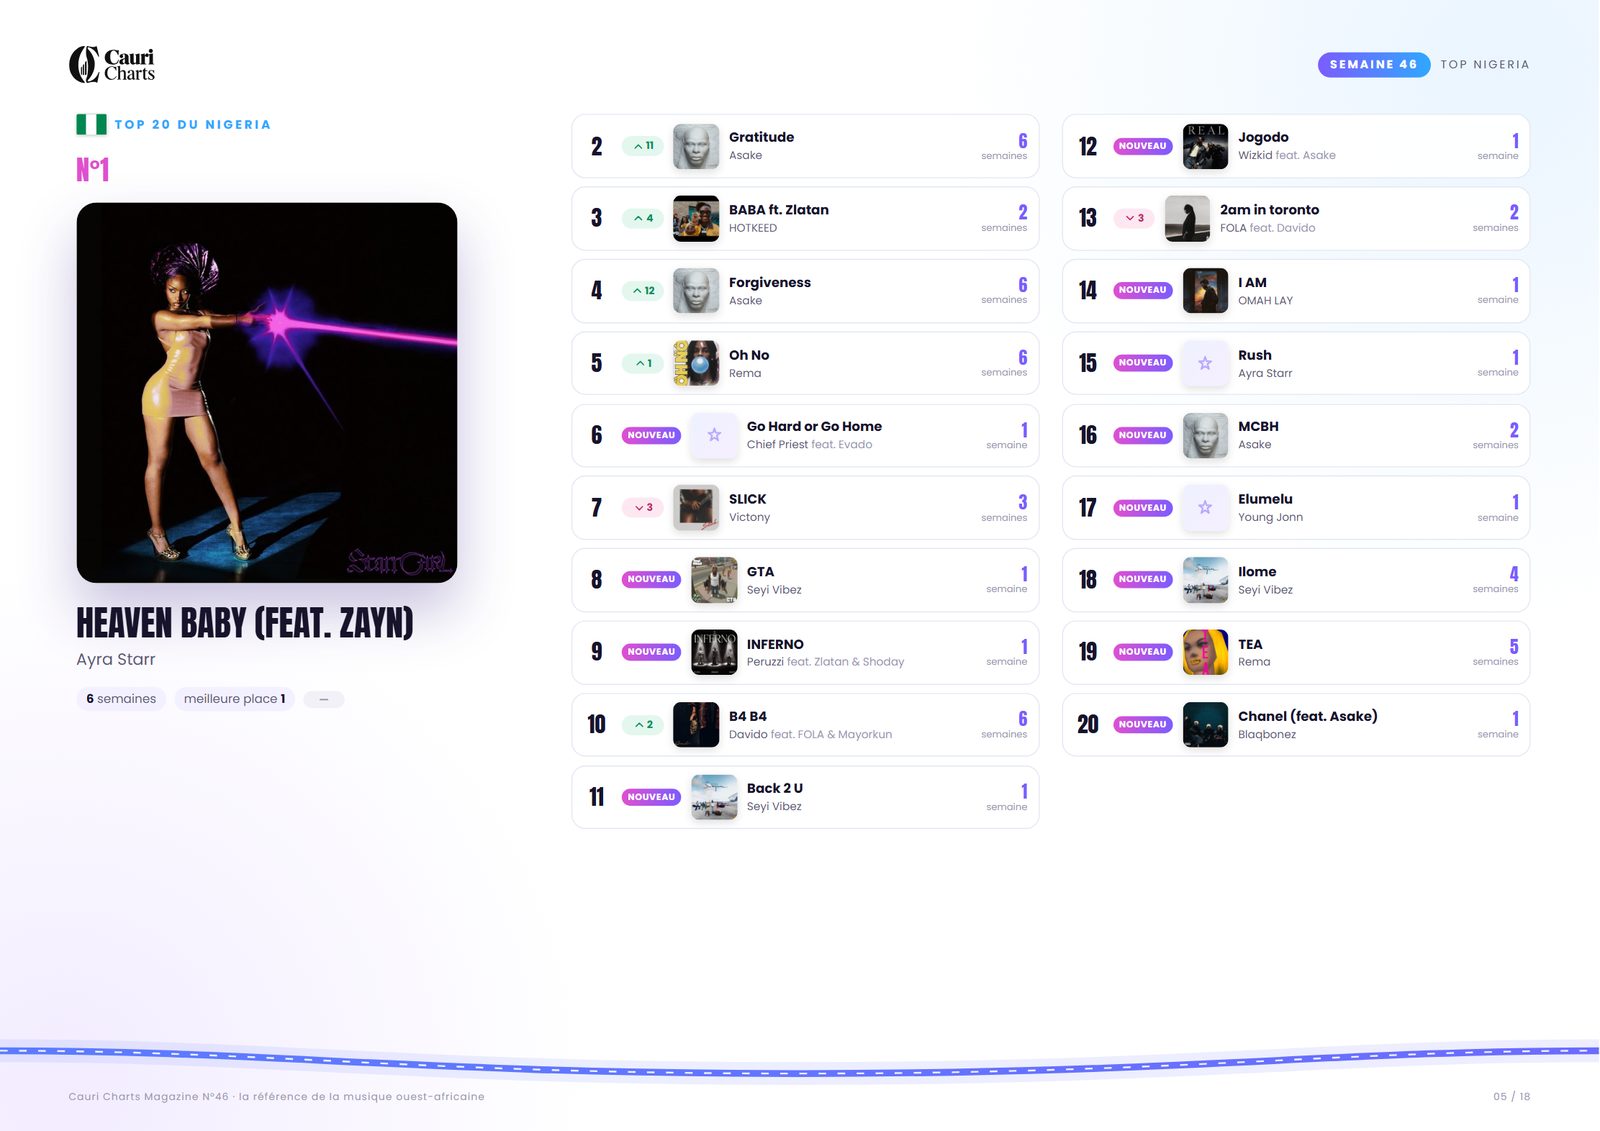 Cauri
Charts
SEMAINE 46 TOP NIGERIA
TOP 20 DU NIGERIA
Nº1
StarrGirl
HEAVEN BABY (FEAT. ZAYN)
Ayra Starr
6 semaines meilleure place 1 —
2 11 Gratitude 6
Asake semaines
3 4 BABA ft. Zlatan 2
HOTKEED semaines
4 12 Forgiveness 6
Asake semaines
5 1 Oh No 6
OH NO
Rema semaines
6 NOUVEAU Go Hard or Go Home 1
Chief Priest feat. Evado semaine
7 3 SLICK 3
Victony semaines
8 NOUVEAU GTA 1
Seyi Vibez semaine
9 NOUVEAU INFERNO 1
INFERNO
Peruzzi feat. Zlatan & Shoday semaine
10 2 B4 B4 6
Davido feat. FOLA & Mayorkun semaines
11 NOUVEAU Back 2 U 1
Seyi Vibez semaine
12 NOUVEAU Jogodo 1
REAL
Wizkid feat. Asake semaine
13 3 2am in toronto 2
FOLA feat. Davido semaines
14 NOUVEAU I AM 1
OMAH LAY semaine
15 NOUVEAU Rush 1
Ayra Starr semaine
16 NOUVEAU MCBH 2
Asake semaines
17 NOUVEAU Elumelu 1
Young Jonn semaine
18 NOUVEAU Ilome 4
Seyi Vibez semaines
19 NOUVEAU TEA 5
TEA
Rema semaines
20 NOUVEAU Chanel (feat. Asake) 1
Blaqbonez semaine
Cauri Charts Magazine Nº46 · la référence de la musique ouest-africaine
05 / 18